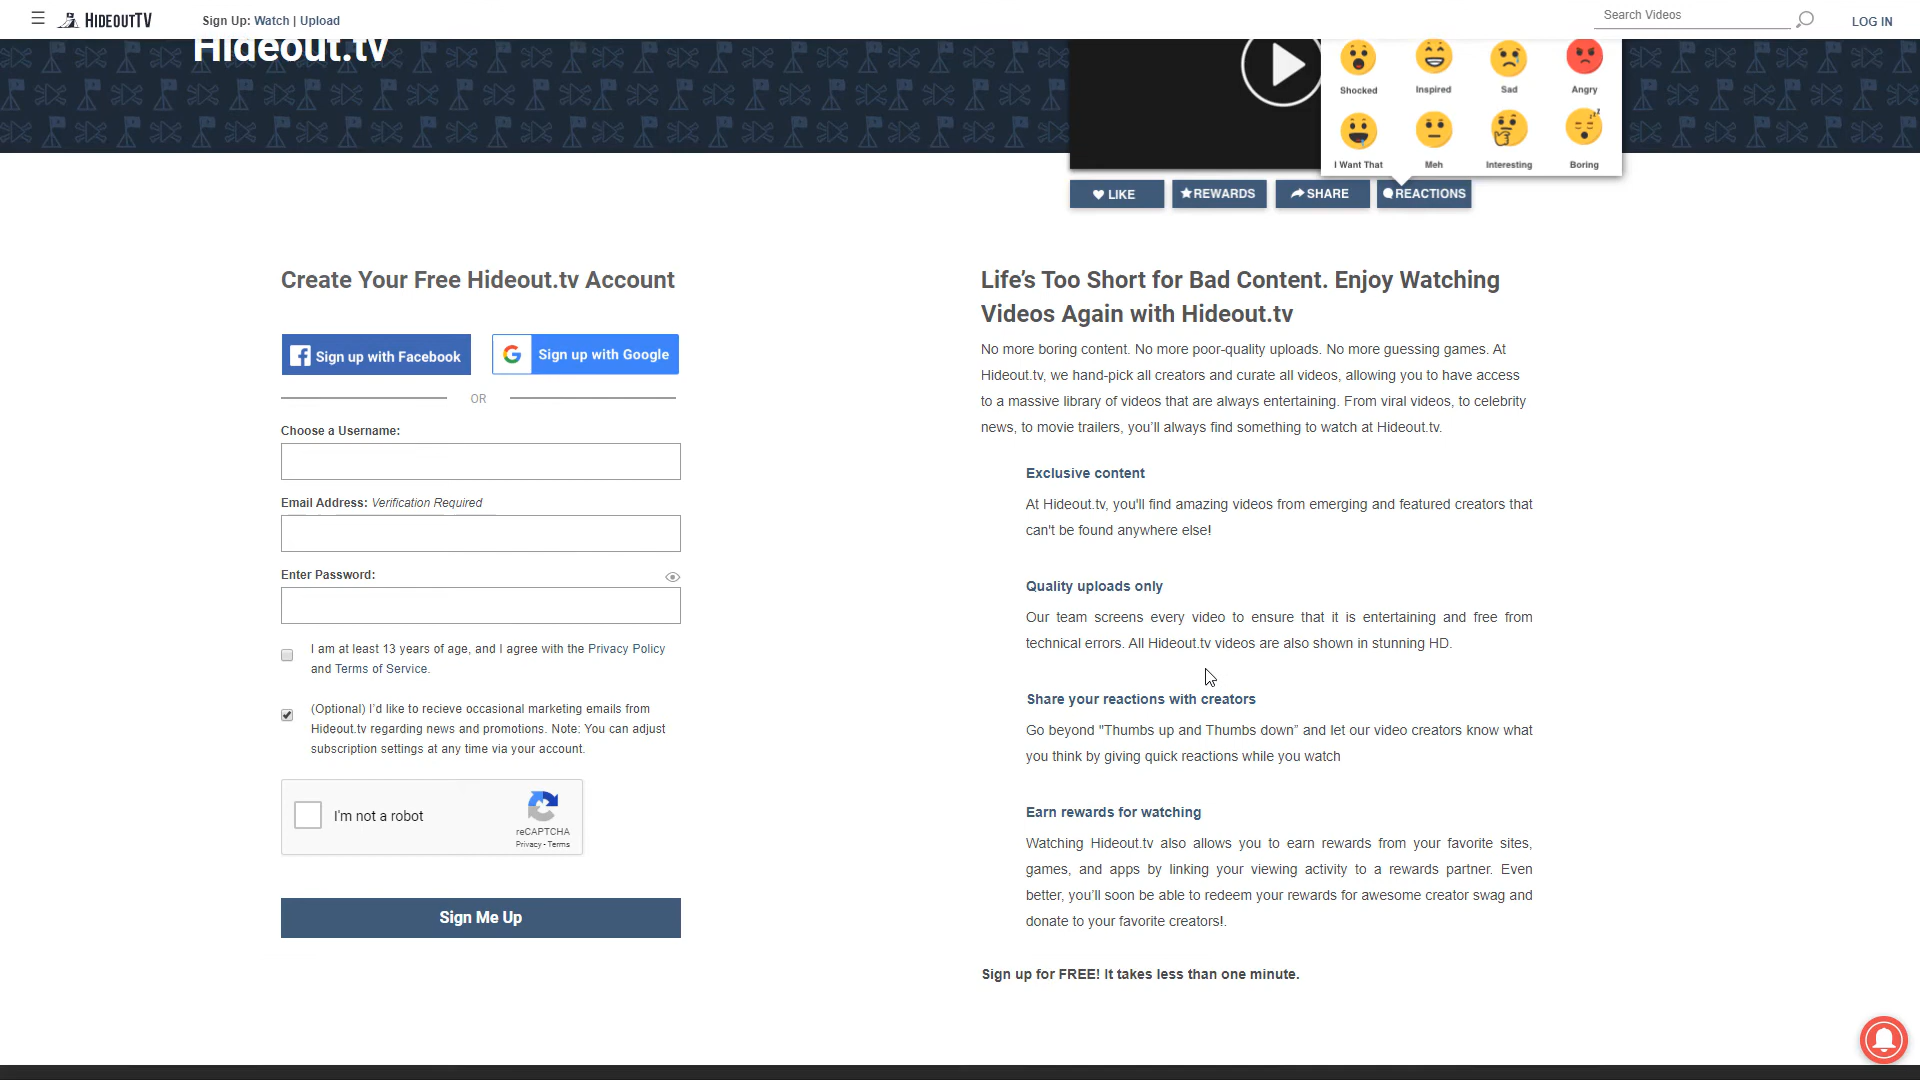 HIDEOUTTV
Sign Up: Watch | Upload
Search Videos
LOG IN
Hideout.tv
Shocked
Inspired
Sad
Angry
I Want That
Meh
Interesting
Boring
LIKE
REWARDS
SHARE
REACTIONS
Create Your Free Hideout.tv Account
Sign up with Facebook
Sign up with Google
OR
Choose a Username:
Email Address: Verification Required
Enter Password:
I am at least 13 years of age, and I agree with the Privacy Policy
and Terms of Service.
(Optional) I'd like to recieve occasional marketing emails from
Hideout.tv regarding news and promotions. Note: You can adjust
subscription settings at any time via your account.
I'm not a robot
reCAPTCHA
Privacy - Terms
Sign Me Up
Life’s Too Short for Bad Content. Enjoy Watching
Videos Again with Hideout.tv
No more boring content. No more poor-quality uploads. No more guessing games. At
Hideout.tv, we hand-pick all creators and curate all videos, allowing you to have access
to a massive library of videos that are always entertaining. From viral videos, to celebrity
news, to movie trailers, you’ll always find something to watch at Hideout.tv.
Exclusive content
At Hideout.tv, you'll find amazing videos from emerging and featured creators that
can't be found anywhere else!
Quality uploads only
Our team screens every video to ensure that it is entertaining and free from
technical errors. All Hideout.tv videos are also shown in stunning HD.
Share your reactions with creators
Go beyond "Thumbs up and Thumbs down” and let our video creators know what
you think by giving quick reactions while you watch
Earn rewards for watching
Watching Hideout.tv also allows you to earn rewards from your favorite sites,
games, and apps by linking your viewing activity to a rewards partner. Even
better, you’ll soon be able to redeem your rewards for awesome creator swag and
donate to your favorite creators!.
Sign up for FREE! It takes less than one minute.